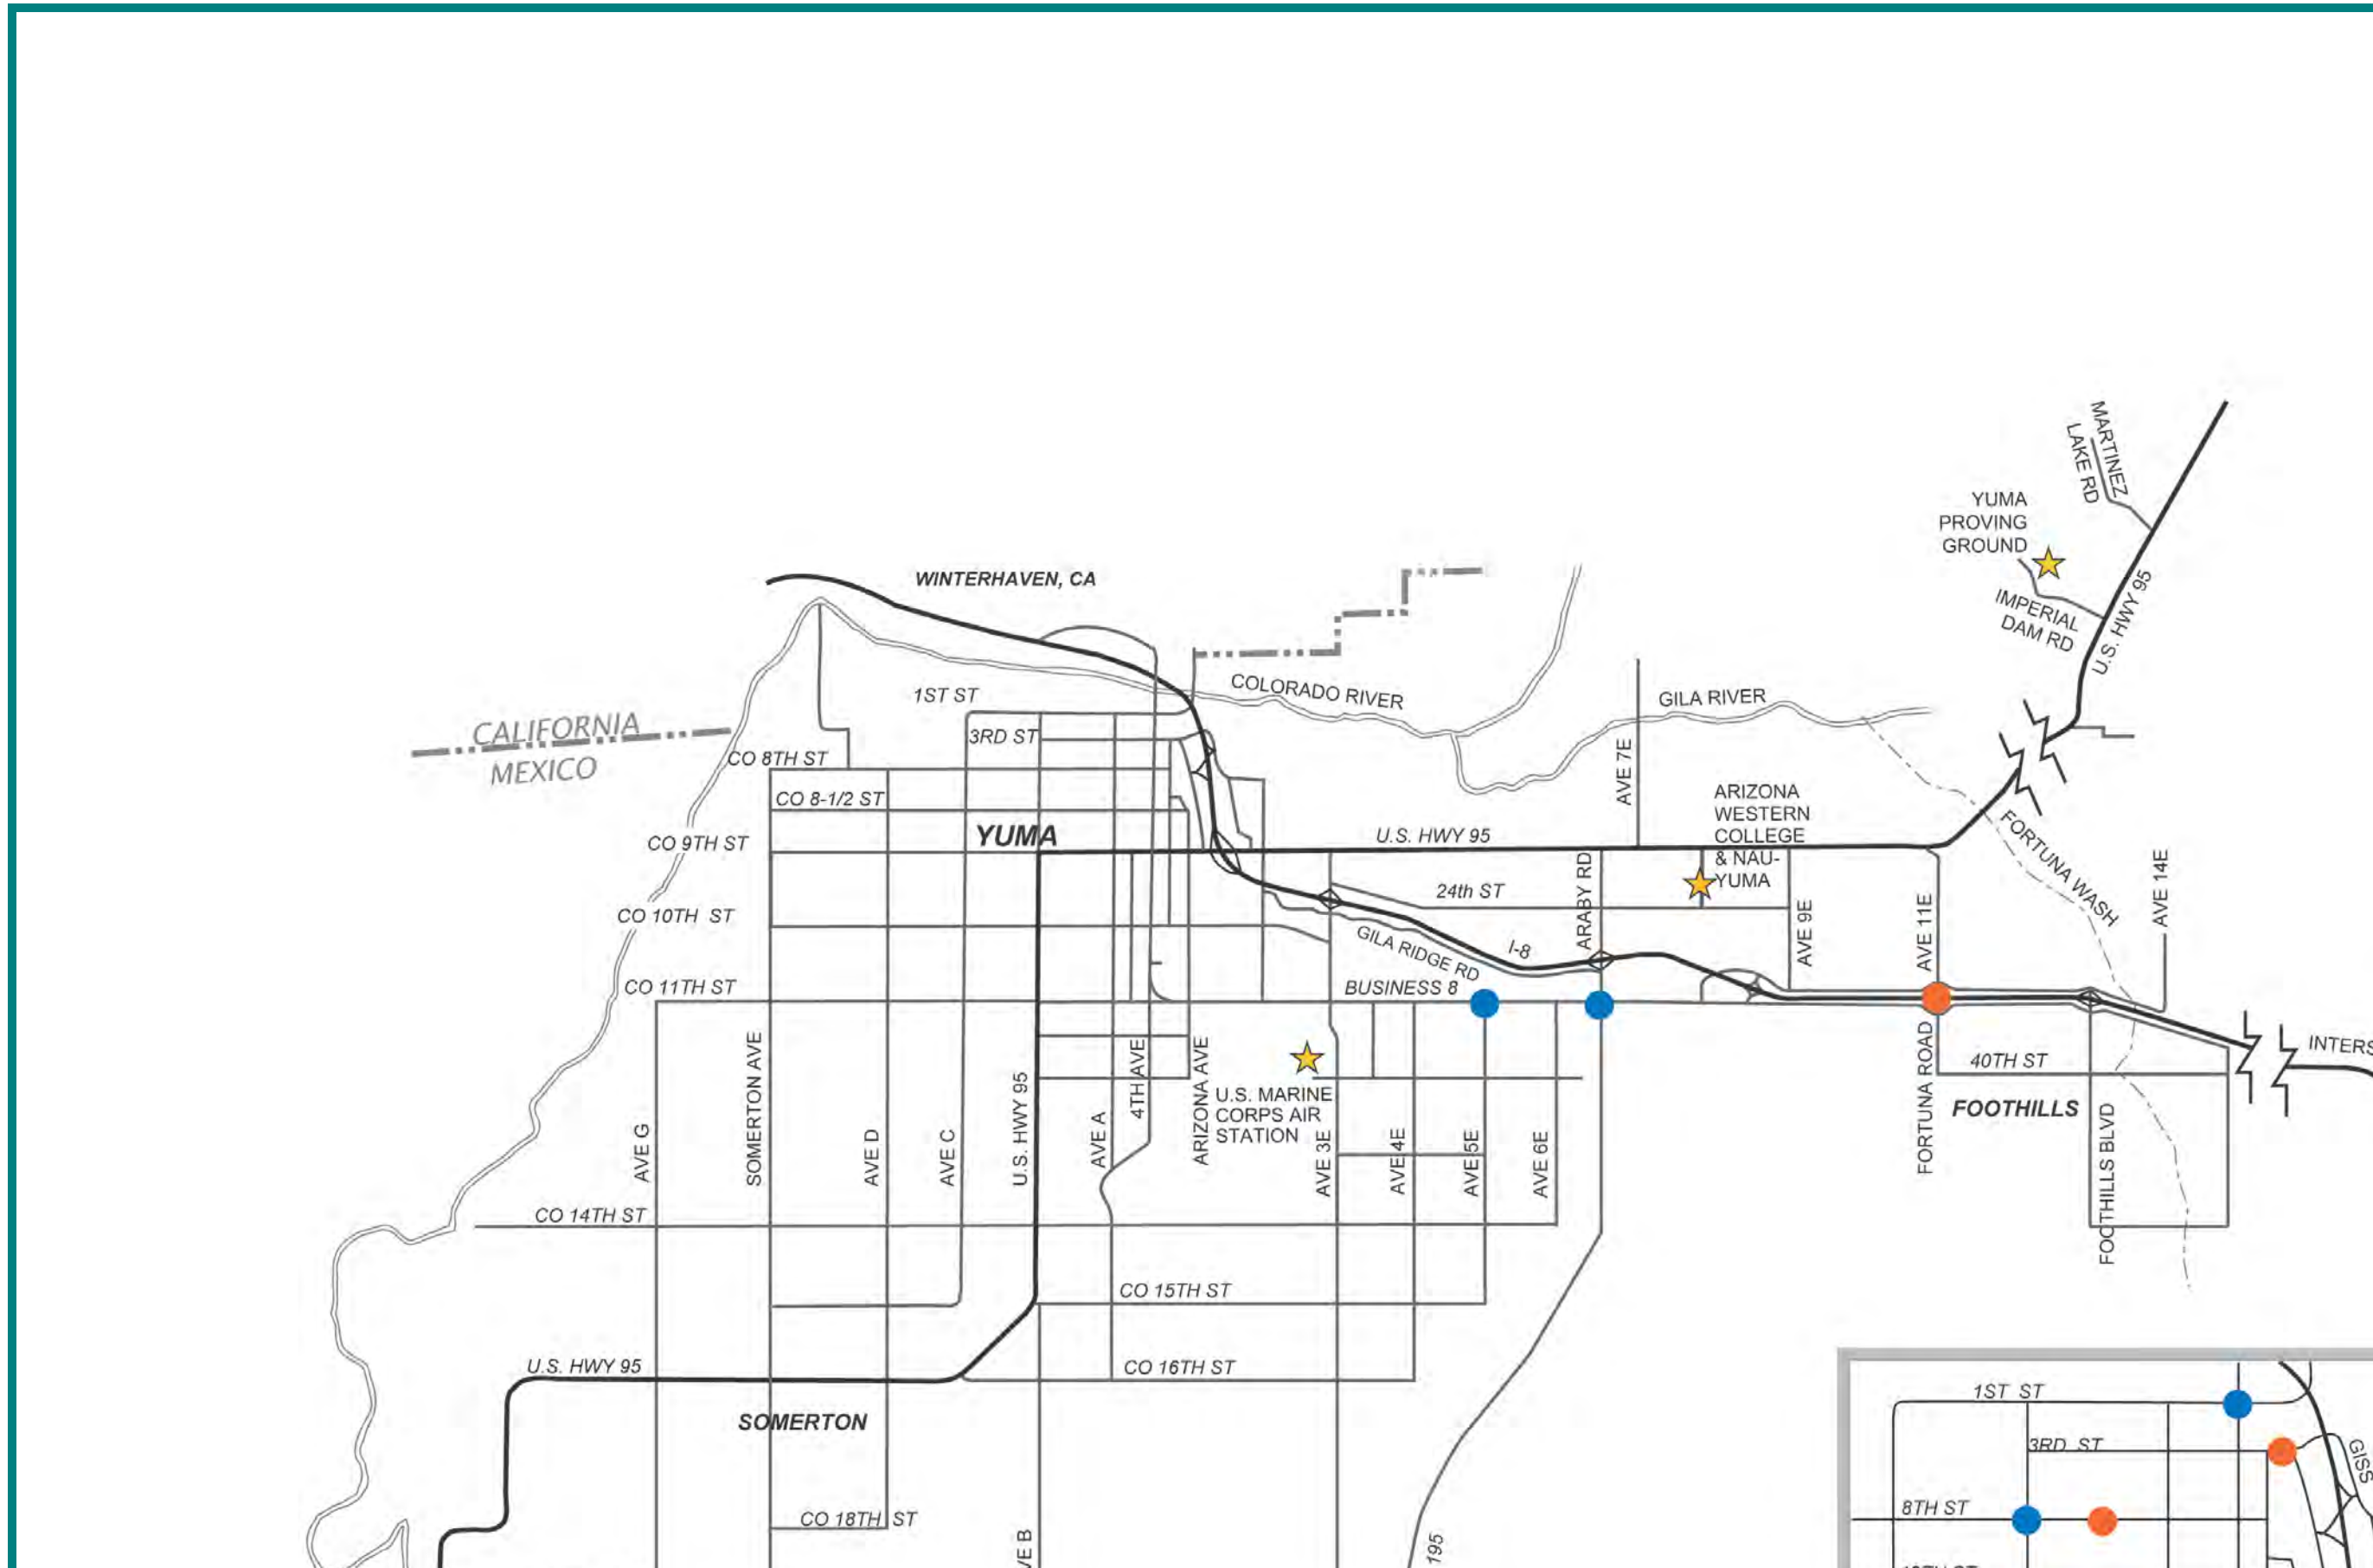 MARTINEZ
LAKE RD
YUMA
PROVING
GROUND
IMPERIAL
DAM RD
U.S. HWY 95
WINTERHAVEN, CA
COLORADO RIVER
GILA RIVER
1ST ST
3RD ST
CALIFORNIA
MEXICO
CO 8TH ST
CO 8-1/2 ST
YUMA
CO 9TH ST
U.S. HWY 95
AVE 7E
ARIZONA
WESTERN
COLLEGE
& NAU-
YUMA
FORTUNA WASH
AVE 14E
24th ST
ARABY RD
AVE 9E
AVE 11E
CO 10TH ST
GILA RIDGE RD
I-8
CO 11TH ST
BUSINESS 8
INTERS
40TH ST
FORTUNA ROAD
FOOTHILLS
FOOTHILLS BLVD
U.S. MARINE
CORPS AIR
STATION
AVE G
SOMERTON AVE
AVE D
AVE C
U.S. HWY 95
AVE A
4TH AVE
ARIZONA AVE
AVE 3E
AVE 4E
AVE 5E
AVE 6E
CO 14TH ST
CO 15TH ST
U.S. HWY 95
CO 16TH ST
SOMERTON
CO 18TH ST
VE B
195
1ST ST
3RD ST
GISS
8TH ST